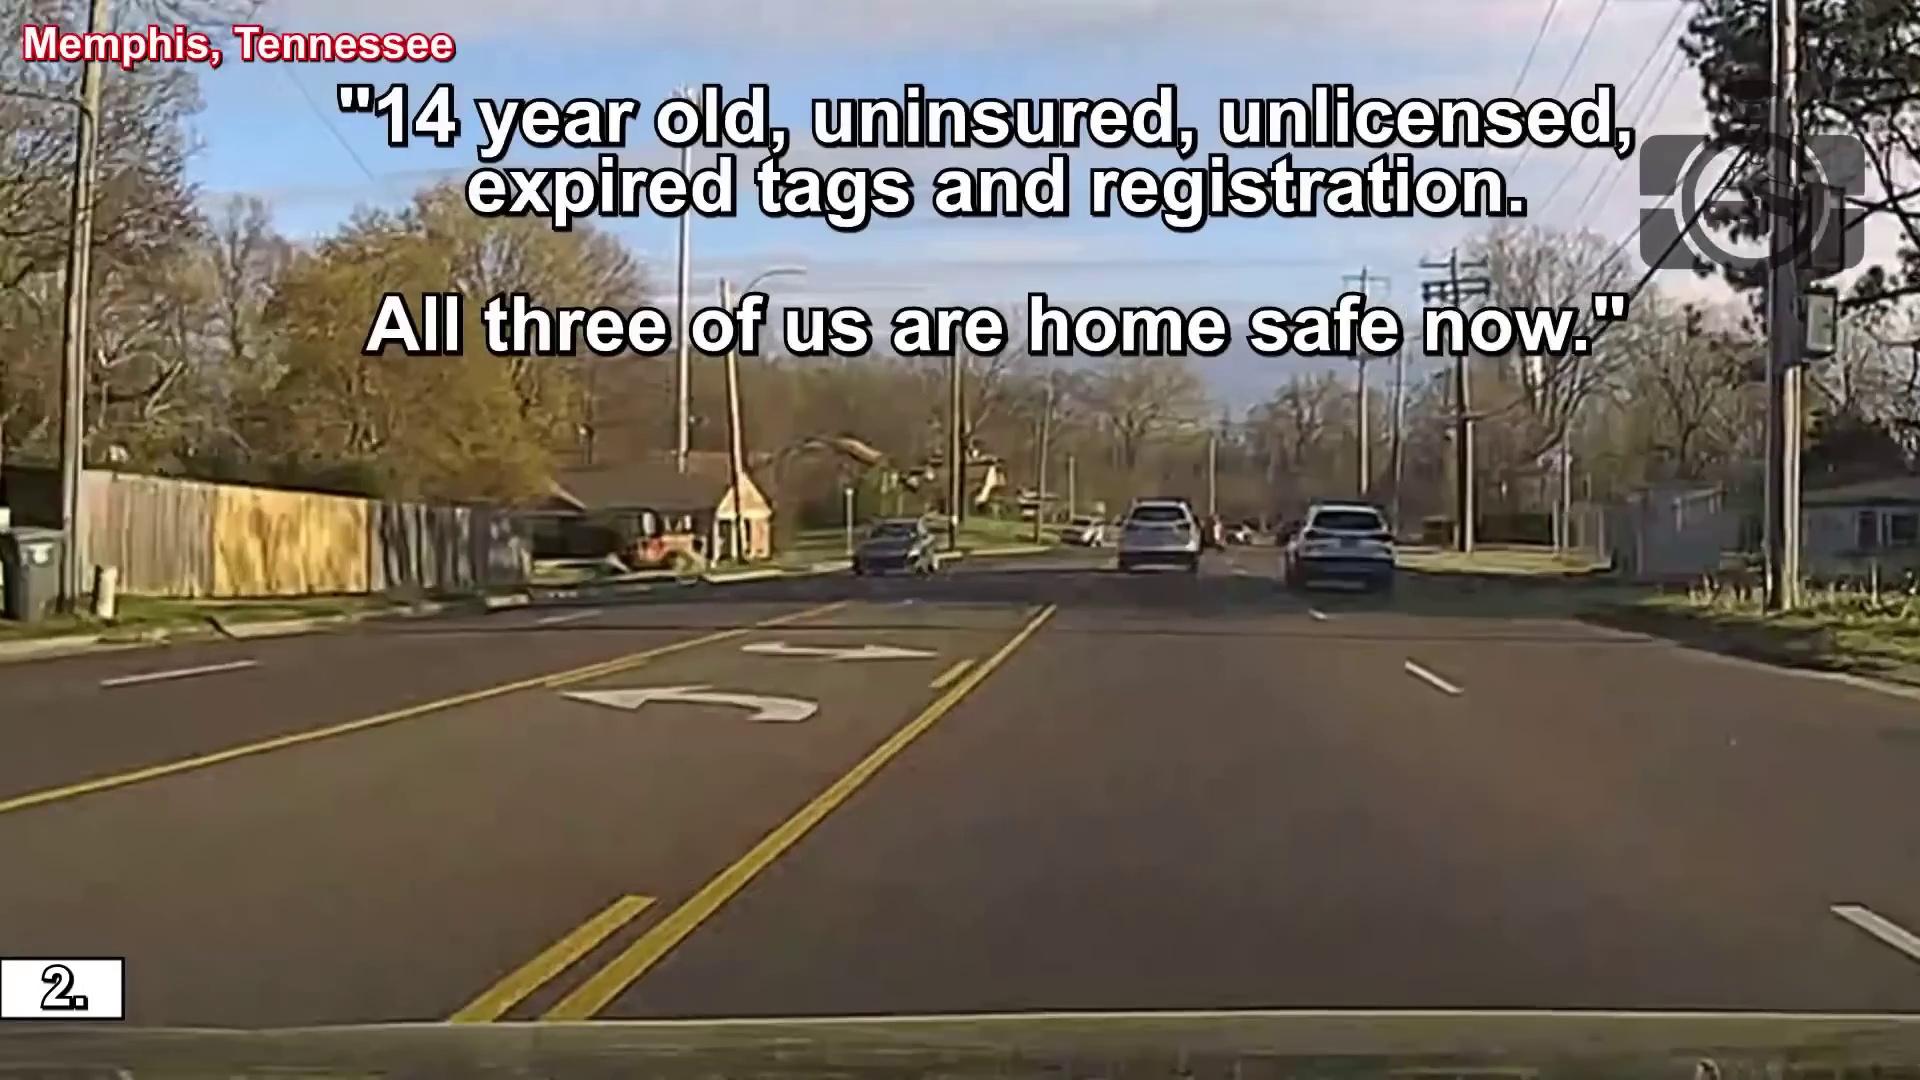 Memphis, Tennessee
"14 year old, uninsured, unlicensed,
expired tags and registration.
All three of us are home safe now."
2.